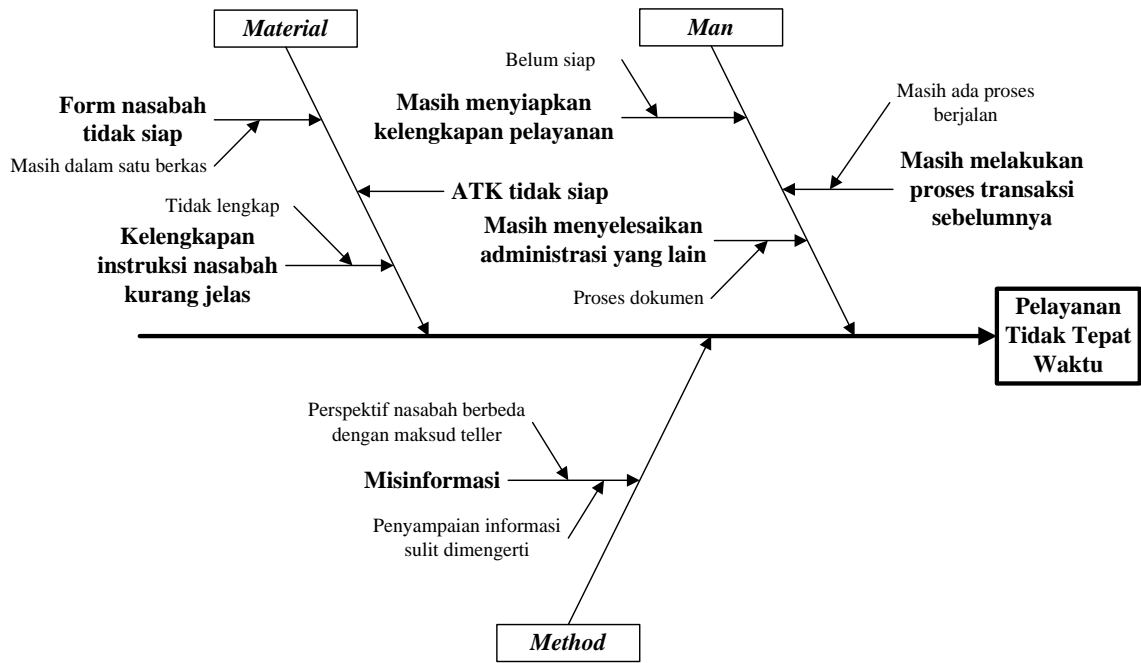 Material
Man
Belum siap
Masih menyiapkan
kelengkapan pelayanan
Masih ada proses
berjalan
Form nasabah
tidak siap
Masih dalam satu berkas
Masih melakukan
proses transaksi
sebelumnya
ATK tidak siap
Tidak lengkap
Kelengkapan
instruksi nasabah
kurang jelas
Masih menyelesaikan
administrasi yang lain
Proses dokumen
Pelayanan
Tidak Tepat
Waktu
Perspektif nasabah berbeda
dengan maksud teller
Misinformasi
Penyampaian informasi
sulit dimengerti
Method